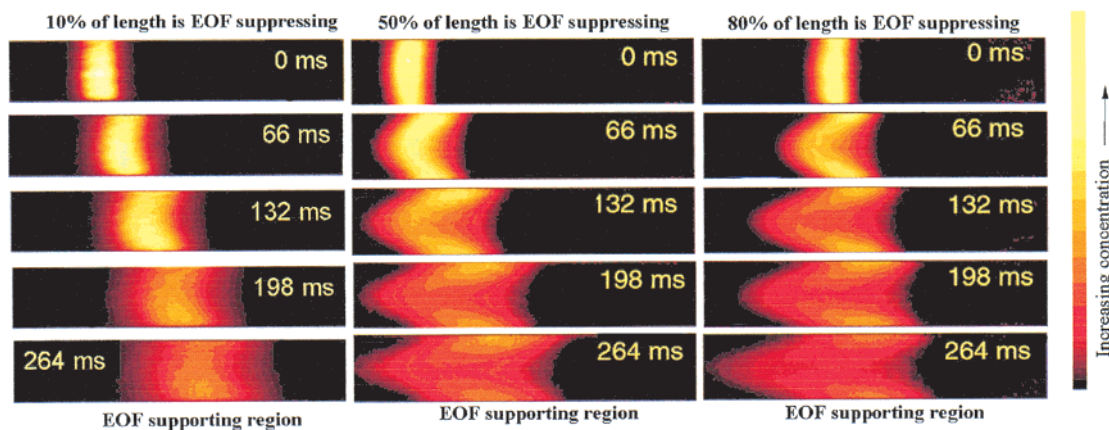 10% of length is EOF suppressing
0 ms
66 ms
132 ms
198 ms
264 ms
EOF supporting region
50% of length is EOF suppressing
0 ms
66 ms
132 ms
198 ms
264 ms
EOF supporting region
80% of length is EOF suppressing
0 ms
66 ms
132 ms
198 ms
264 ms
EOF supporting region
Increasing concentration